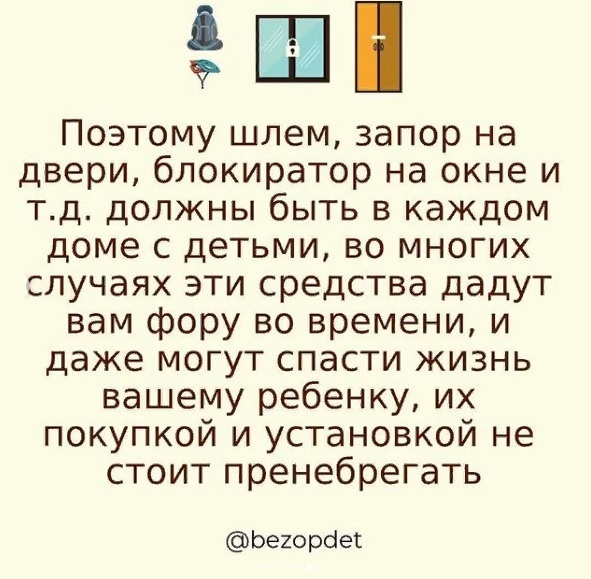 Поэтому шлем, запор на
двери, блокиратор на окне и
т.д. должны быть в каждом
доме с детьми, во многих
случаях эти средства дадут
вам фору во времени, и
даже могут спасти жизнь
вашему ребенку, их
покупкой и установкой не
стоит пренебрегать
@bezopdet